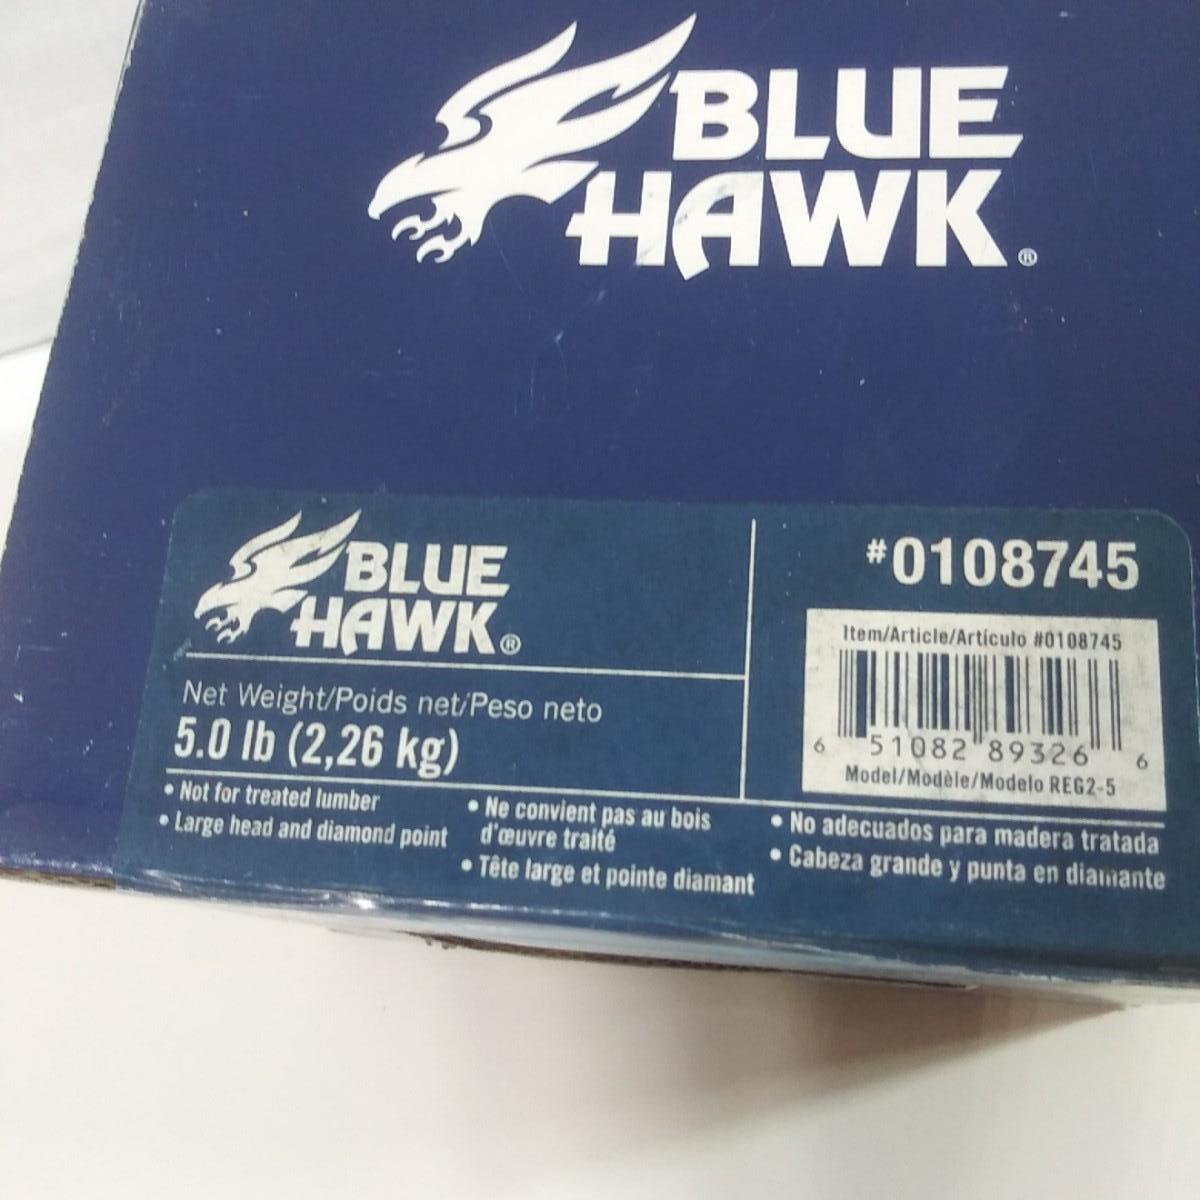 BLUE
HAWK®
BLUE
HAWK®
Net Weight/Poids net/Peso neto
5.0 lb (2,26 kg)
• Not for treated lumber
• Large head and diamond point
• Ne convient pas au bois
d'œuvre traité
• Tête large et pointe diamant
#0108745
Item/Article/Artículo #0108745
6 51082 89326 6
Model/Modèle/Modelo REG2-5
• No adecuados para madera tratada
• Cabeza grande y punta en diamante